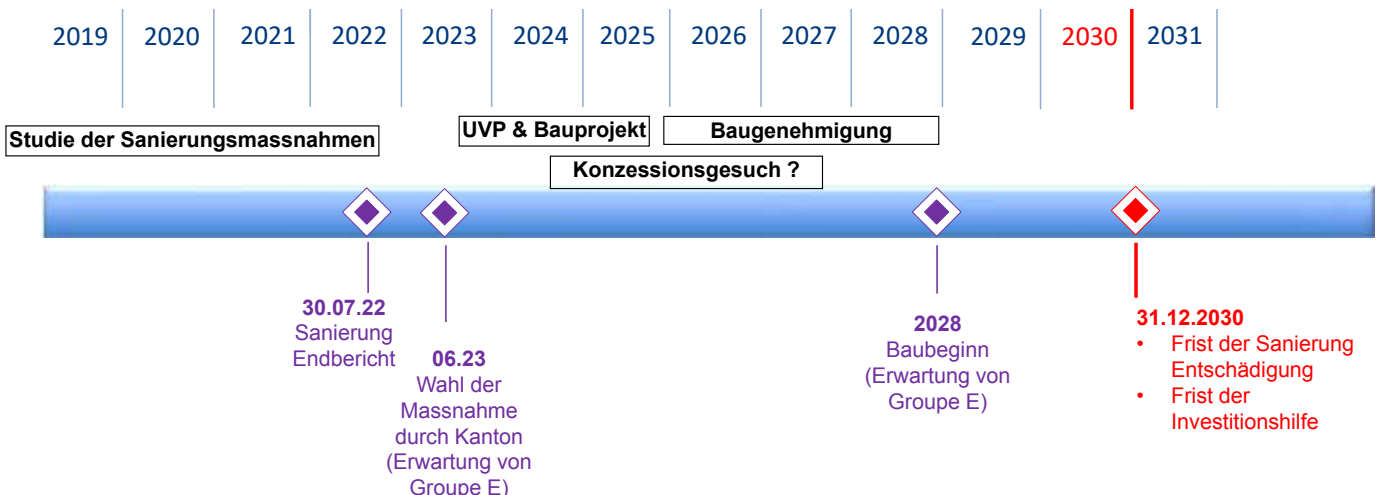 2019 2020 2021 2022 2023 2024 2025 2026 2027 2028 2029 2030 2031
Studie der Sanierungsmassnahmen
UVP & Bauprojekt
Baugenehmigung
Konzessionsgesuch ?
30.07.22
Sanierung
Endbericht
06.23
Wahl der
Massnahme
durch Kanton
(Erwartung von
Groupe E)
2028
Baubeginn
(Erwartung von
Groupe E)
31.12.2030
• Frist der Sanierung
Entschädigung
• Frist der
Investitionshilfe